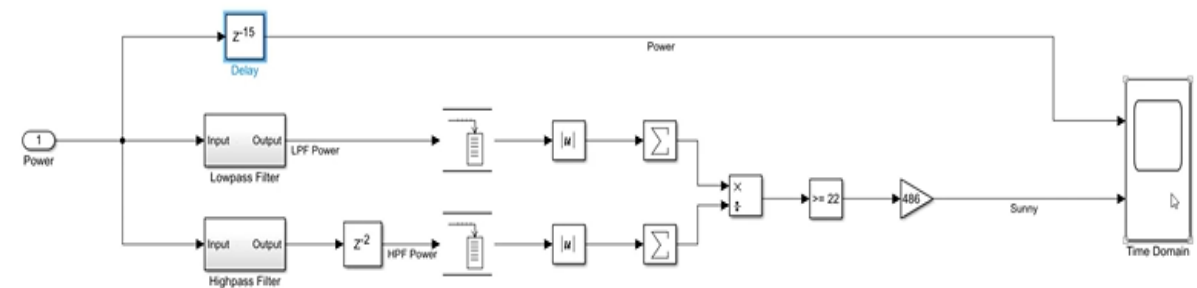 z-15
Delay
Power
1
Power
Input Output
Lowpass Filter
LPF Power
|u|
Σ
×
÷
>= 22
486
Sunny
Time Domain
Input Output
Highpass Filter
z-2
HPF Power
|u|
Σ